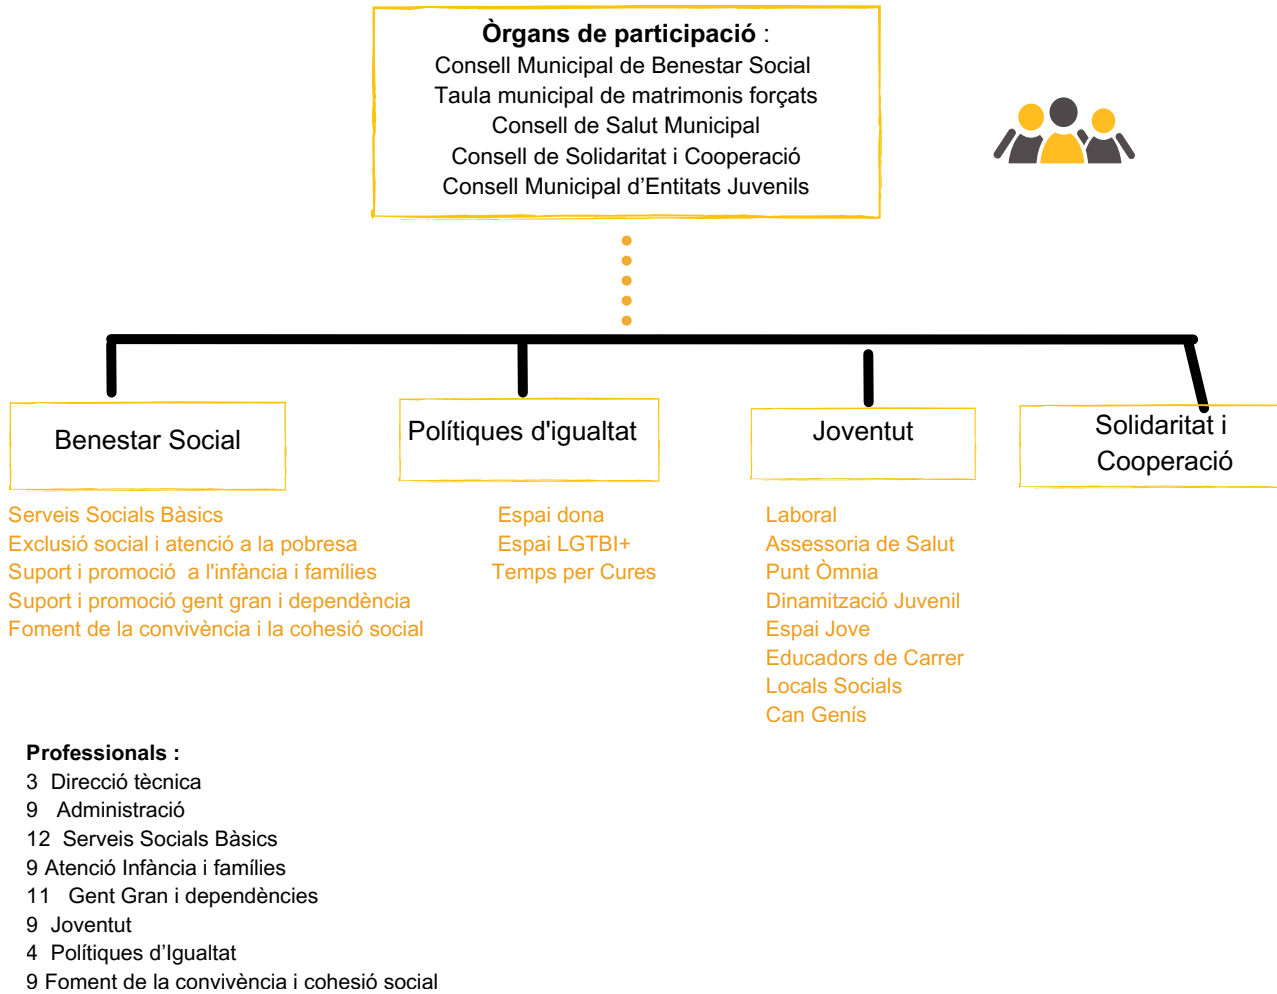 Òrgans de participació :
Consell Municipal de Benestar Social
Taula municipal de matrimonis forçats
Consell de Salut Municipal
Consell de Solidaritat i Cooperació
Consell Municipal d’Entitats Juvenils
Benestar Social
Serveis Socials Bàsics
Exclusió social i atenció a la pobresa
Suport i promoció  a l'infància i famílies
Suport i promoció gent gran i dependència
Foment de la convivència i la cohesió social
Polítiques d'igualtat
Espai dona
Espai LGTBI+
Temps per Cures
Joventut
Laboral
Assessoria de Salut
Punt Òmnia
Dinamització Juvenil
Espai Jove
Educadors de Carrer
Locals Socials
Can Genís
Solidaritat i
Cooperació
Professionals :
3  Direcció tècnica
9   Administració
12  Serveis Socials Bàsics
9 Atenció Infància i famílies
11   Gent Gran i dependències
9  Joventut
4  Polítiques d’Igualtat
9 Foment de la convivència i cohesió social